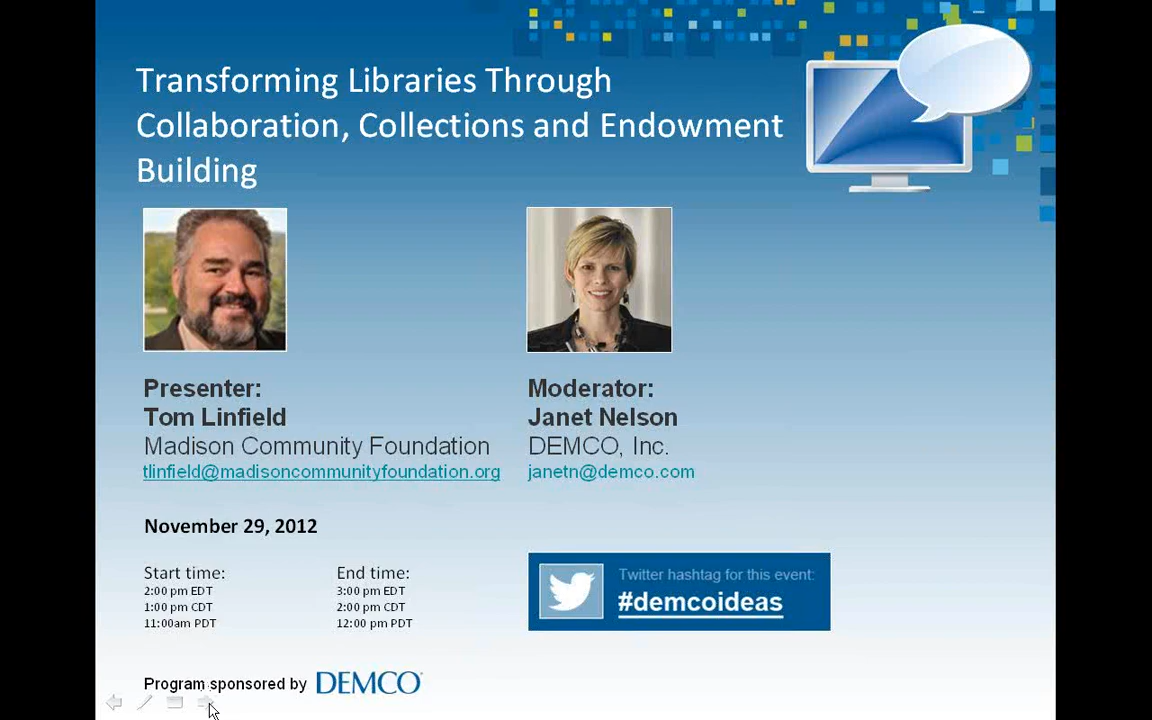 Transforming Libraries Through
Collaboration, Collections and Endowment
Building
Presenter:
Tom Linfield
Madison Community Foundation
tlinfield@madisoncommunityfoundation.org
Moderator:
Janet Nelson
DEMCO, Inc.
janetn@demco.com
November 29, 2012
Start time:
2:00 pm EDT
1:00 pm CDT
11:00am PDT
End time:
3:00 pm EDT
2:00 pm CDT
12:00 pm PDT
Twitter hashtag for this event:
#demcoideas
Program sponsored by DEMCO